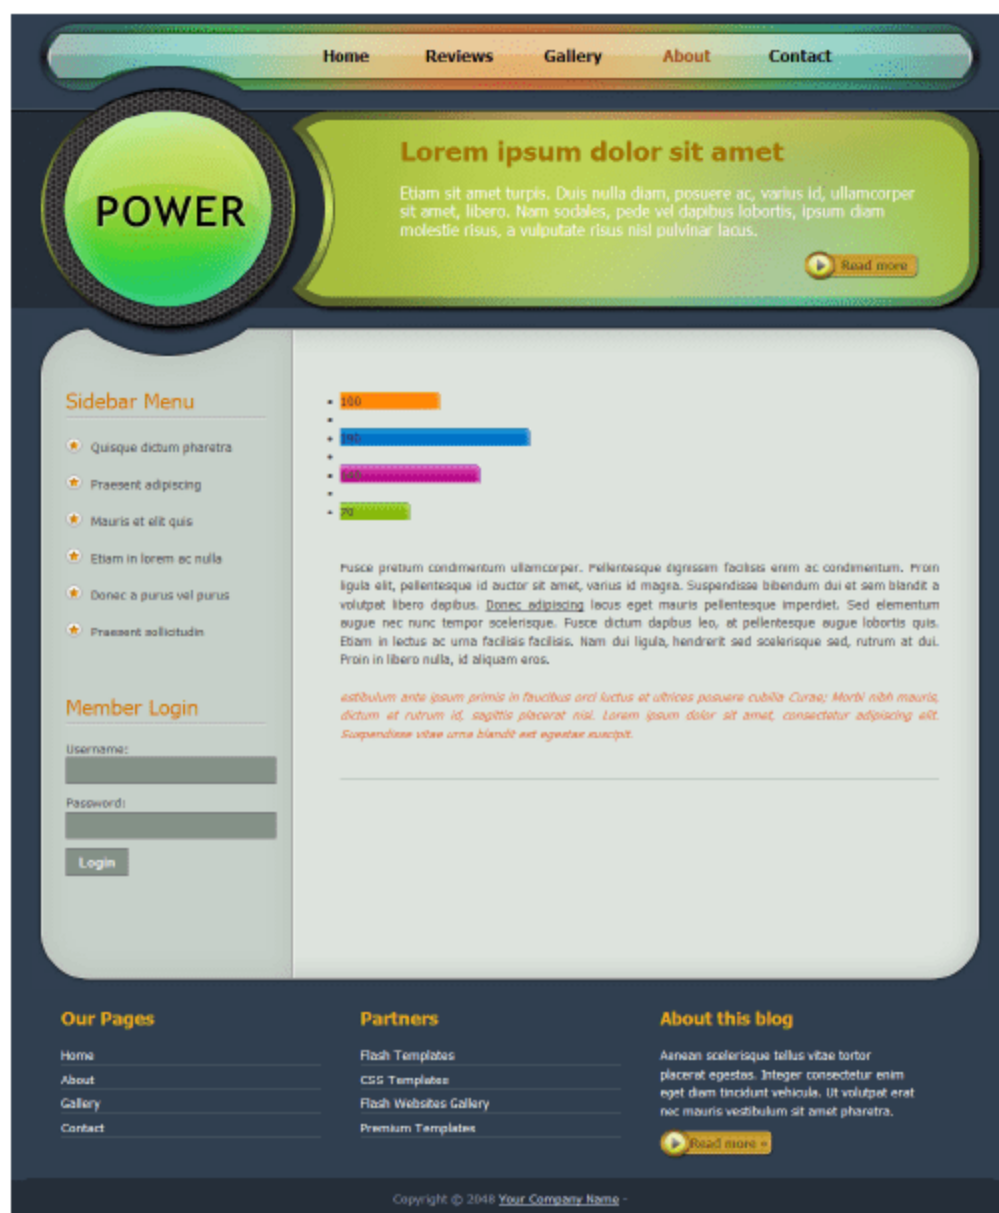 Home Reviews Gallery About Contact
POWER
Lorem ipsum dolor sit amet
Etiam sit amet turpis. Duis nulla diam, posuere ac, varius id, ullamcorper
sit amet, libero. Nam sodales, pede vel dapibus lobortis, ipsum diam
molestie risus, a vulputate risus nisl pulvinar lacus.
Read more
Sidebar Menu
Quisque dictum pharetra
Praesent adipiscing
Mauris et elit quis
Etiam in lorem ac nulla
Donec a purus vel purus
Praesent sollicitudin
Member Login
Username:
Password:
Login
100
190
70
Fusce pretium condimentum ullamcorper. Pellentesque dignissim facilisis enim ac condimentum. Proin
ligula elit, pellentesque id auctor sit amet, varius id magna. Suspendisse bibendum dui et sem blandit a
volutpat libero dapibus. Donec adipiscing lacus eget mauris pellentesque imperdiet. Sed elementum
augue nec nunc tempor scelerisque. Fusce dictum dapibus leo, at pellentesque augue lobortis quis.
Etiam in lectus ac urna facilisis facilisis. Nam dui ligula, hendrerit sed scelerisque sed, rutrum at dui.
Proin in libero nulla, id aliquam eros.
estibulum ante ipsum primis in faucibus orci luctus et ultrices posuere cubilia Curae; Morbi nibh mauris,
dictum et rutrum id, sagittis placerat nisi. Lorem ipsum dolor sit amet, consectetur adipiscing elit.
Suspendisse vitae urna blandit est egestas suscipit.
Our Pages
Home
About
Gallery
Contact
Partners
Flash Templates
CSS Templates
Flash Websites Gallery
Premium Templates
About this blog
Aenean scelerisque tellus vitae tortor
placerat egestas. Integer consectetur enim
eget diam tincidunt vehicula. Ut volutpat erat
nec mauris vestibulum sit amet pharetra.
Read more »
Copyright © 2048 Your Company Name -